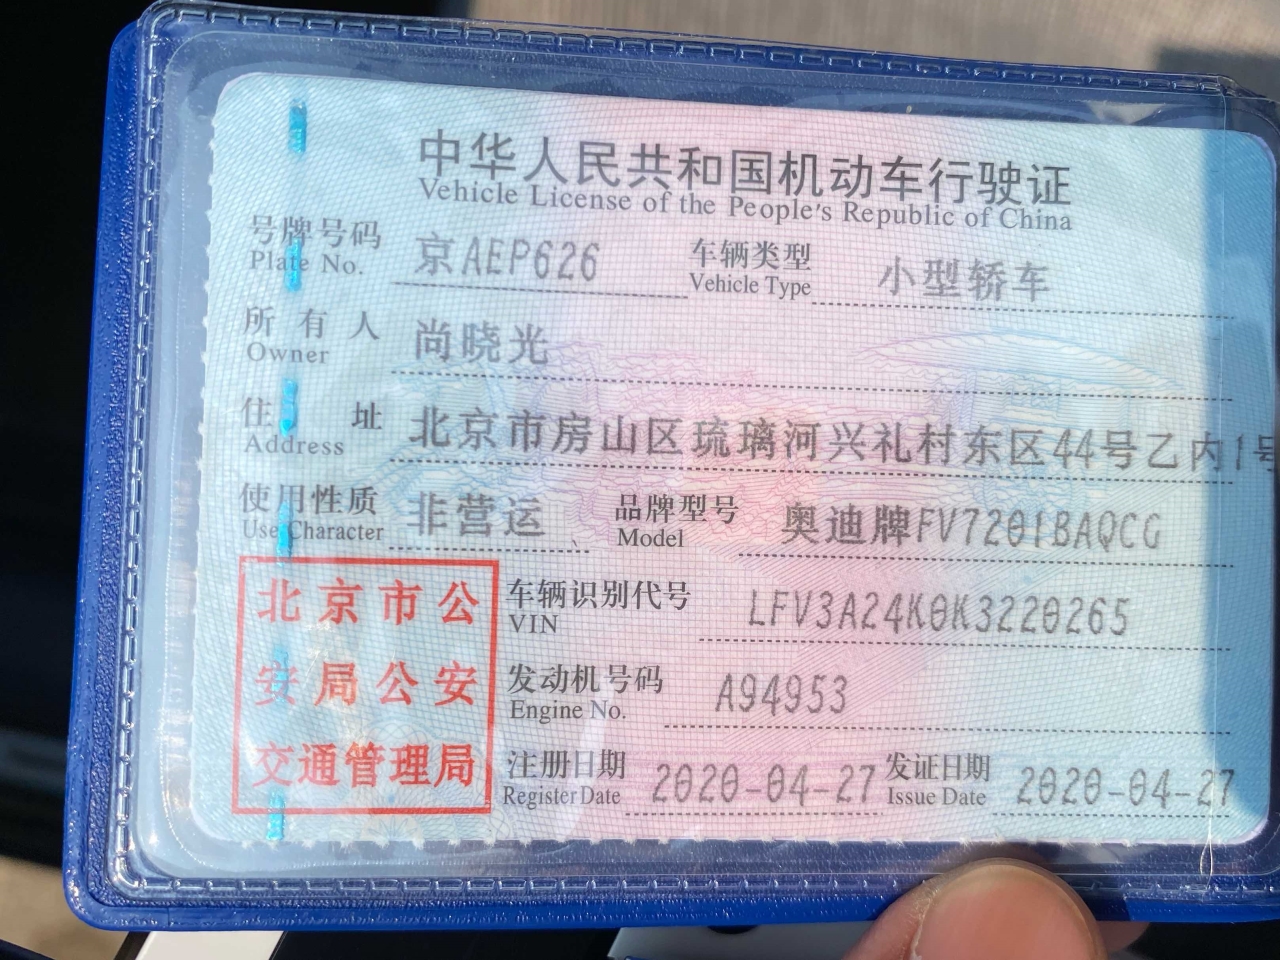 中华人民共和国机动车行驶证
Vehicle License of the People's Republic of China
号牌号码 京AEP626 车辆类型 小型轿车
Plate No. Vehicle Type
所有人 尚晓光
Owner
住址 北京市房山区琉璃河兴礼村东区44号乙内1号
Address
使用性质 非营运 品牌型号 奥迪牌FV7201BAQCG
Use Character Model
北京市公安局公安交通管理局
车辆识别代号 LFV3A24K0K3220265
VIN
发动机号码 A94953
Engine No.
注册日期 2020-04-27 发证日期 2020-04-27
Register Date Issue Date